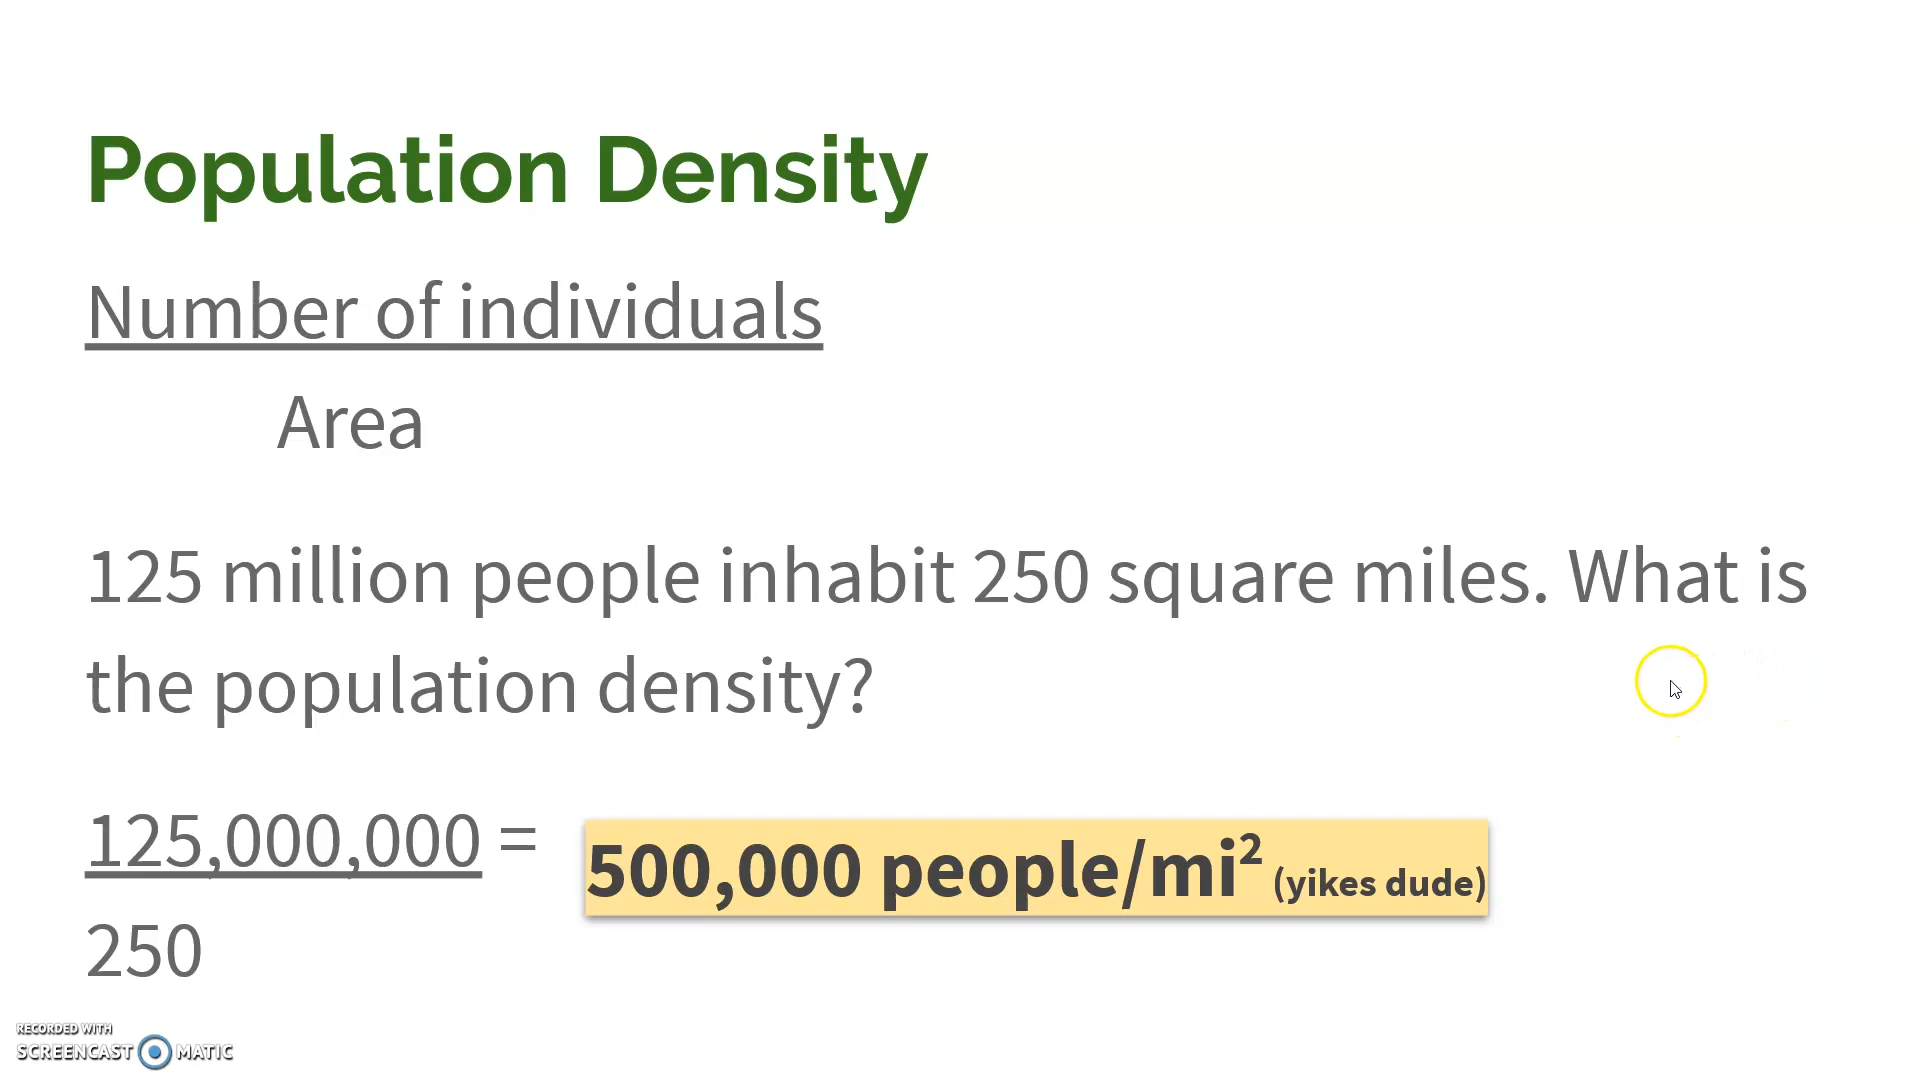 Population Density
Number of individuals
Area
125 million people inhabit 250 square miles. What is
the population density?
125,000,000 =
500,000 people/mi² (yikes dude)
250
RECORDED WITH
SCREENCAST MATIC